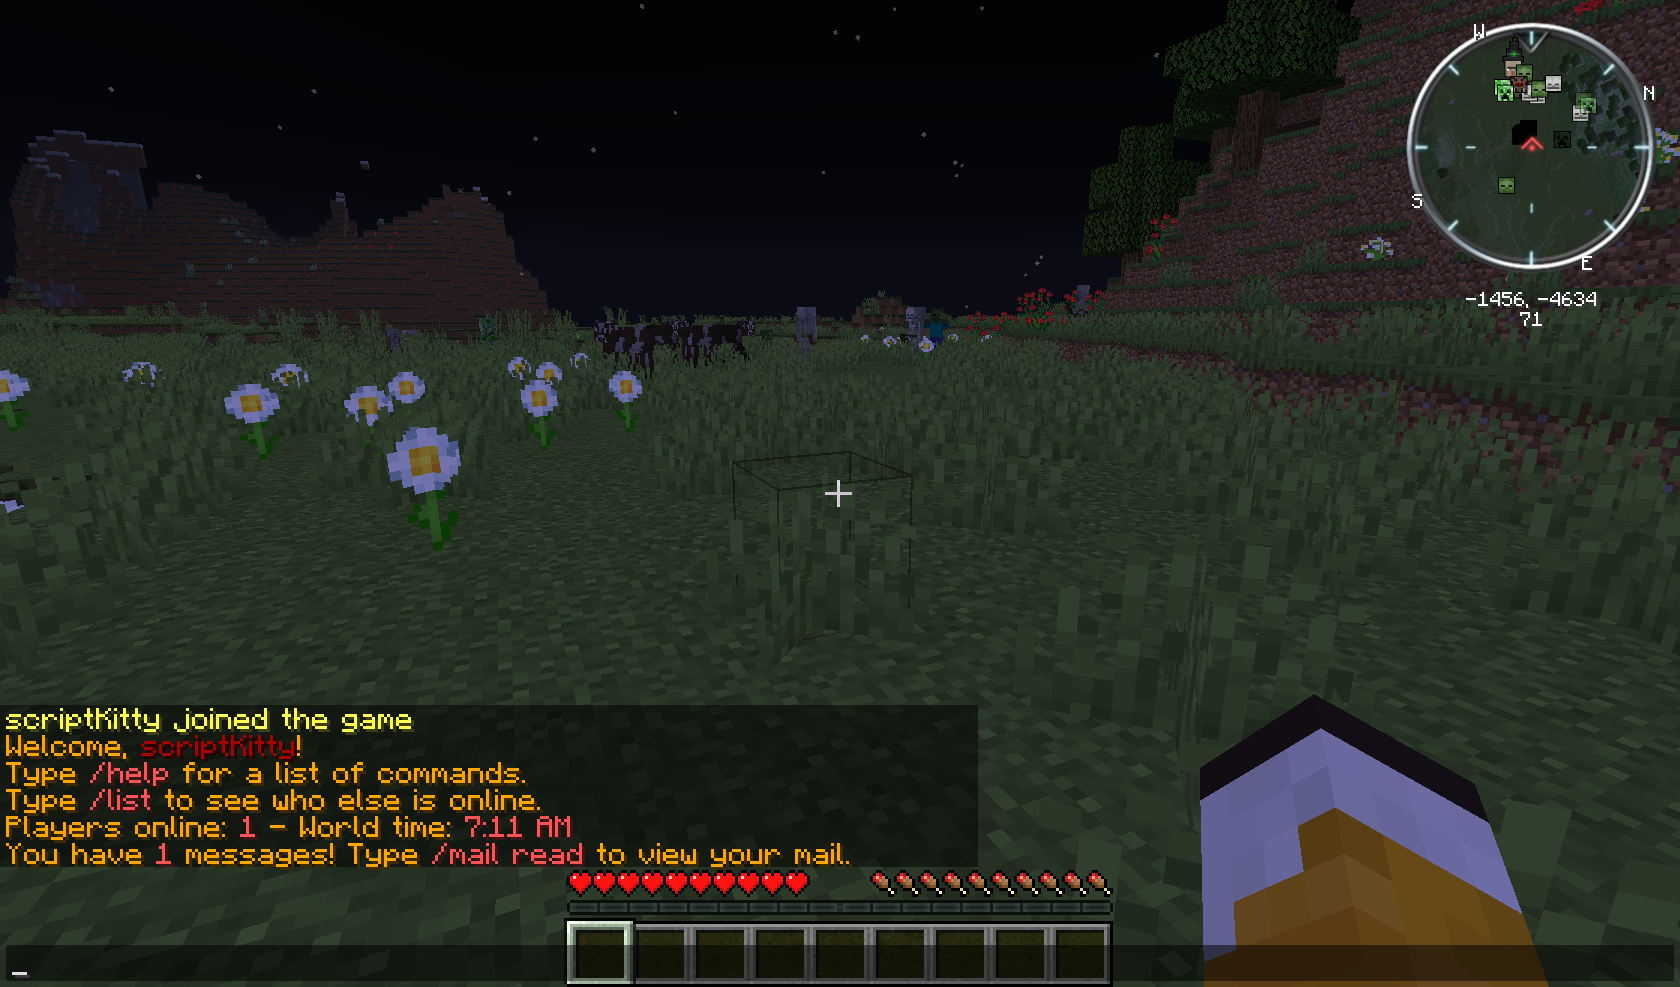 W
N
S
E
-1456, -4634
71
scriptKitty joined the game
Welcome, scriptKitty!
Type /help for a list of commands.
Type /list to see who else is online.
Players online: 1 - World time: 7:11 AM
You have 1 messages! Type /mail read to view your mail.
_